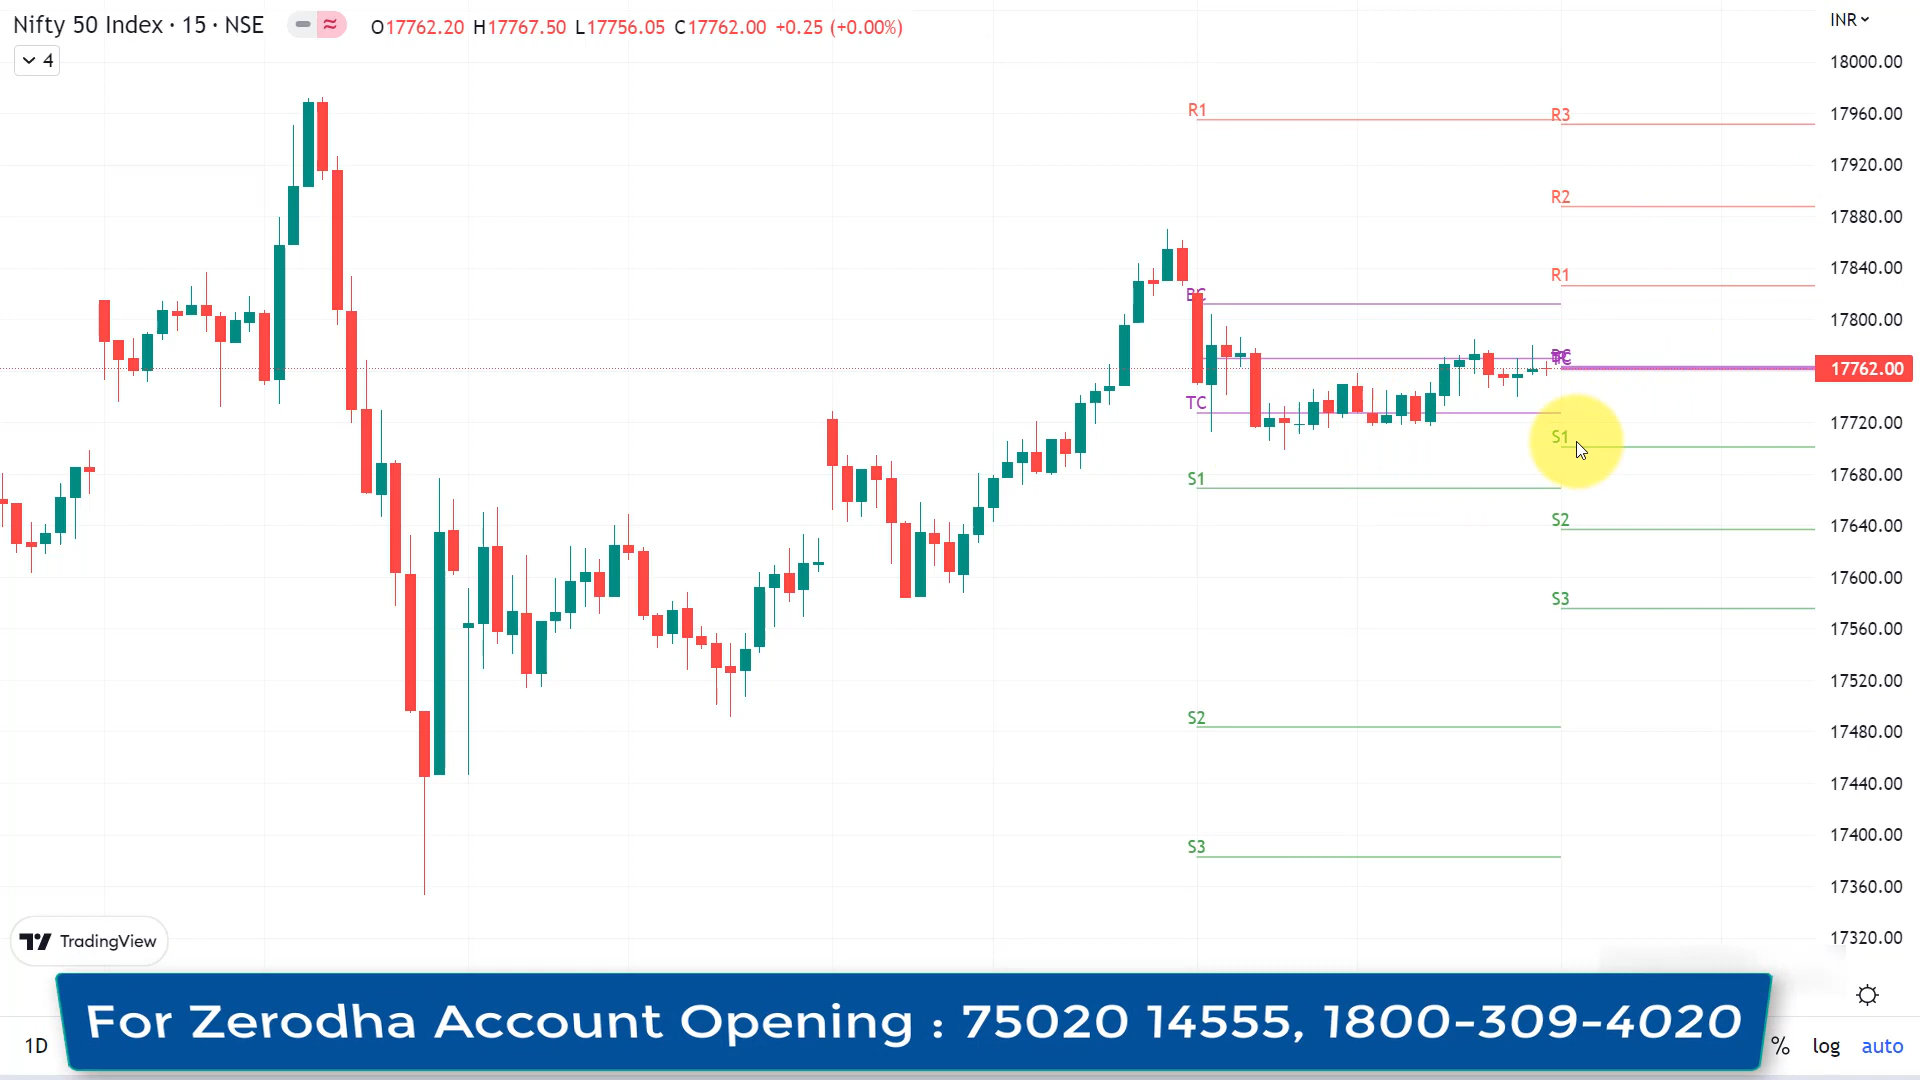 Nifty 50 Index · 15 · NSE
O17762.20 H17767.50 L17756.05 C17762.00 +0.25 (+0.00%)
INR
4
18000.00
17960.00
17920.00
17880.00
17840.00
17800.00
17762.00
17720.00
17680.00
17640.00
17600.00
17560.00
17520.00
17480.00
17440.00
17400.00
17360.00
17320.00
R1
BC
TC
S1
S2
S3
R3
R2
R1
S1
S2
S3
TradingView
For Zerodha Account Opening : 75020 14555, 1800-309-4020
1D
%
log
auto